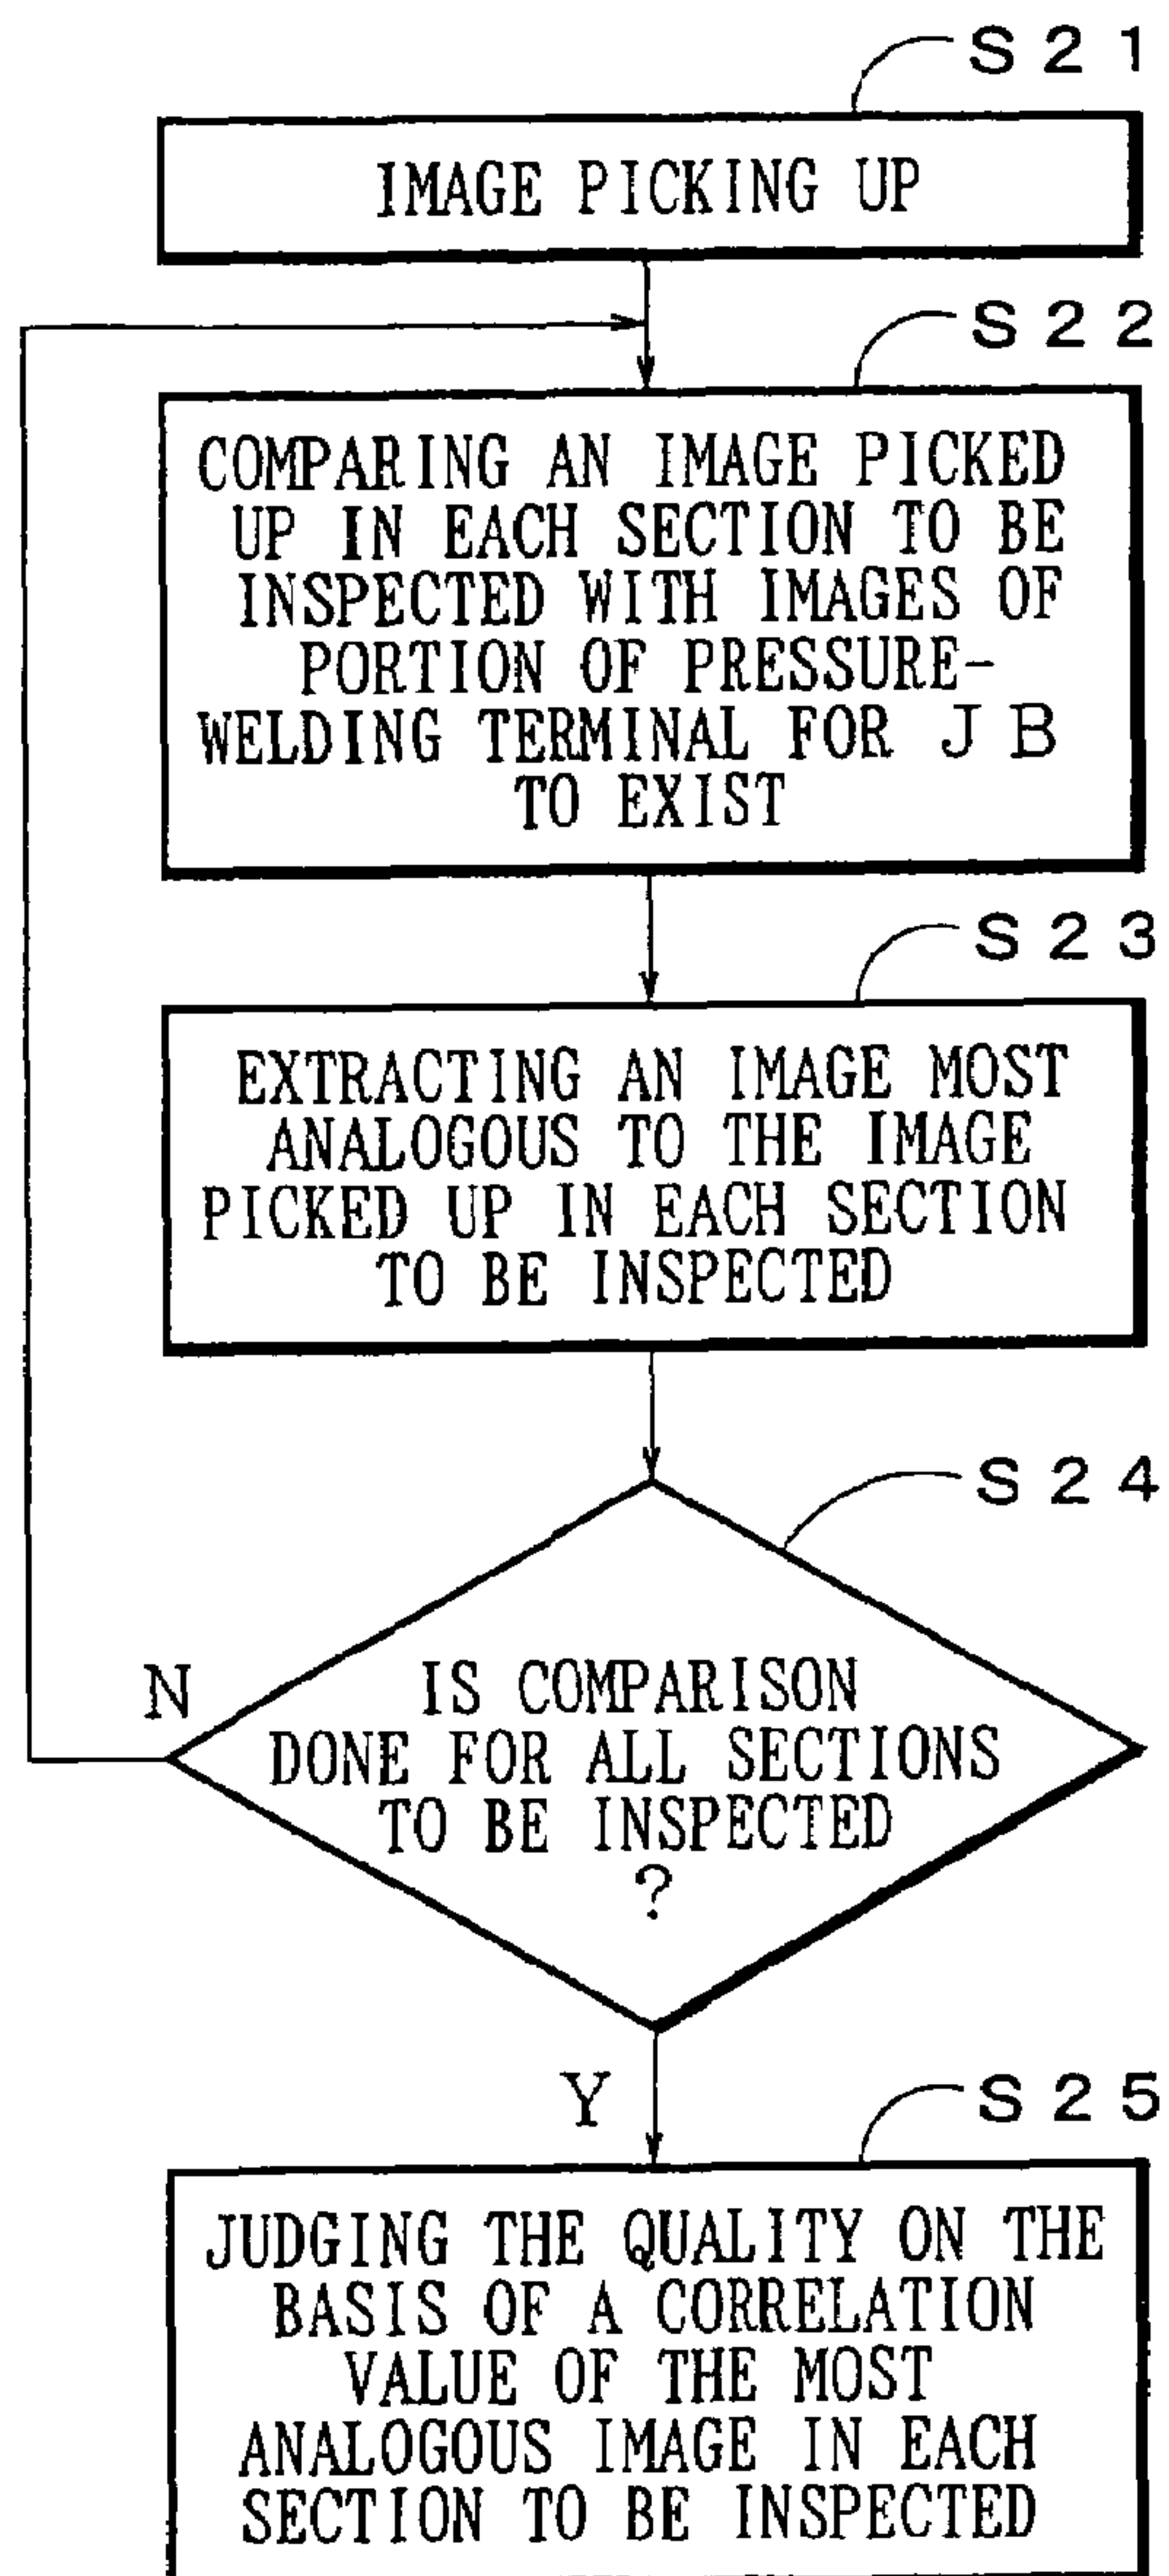 S21
IMAGE PICKING UP
S22
COMPARING AN IMAGE PICKED
UP IN EACH SECTION TO BE
INSPECTED WITH IMAGES OF
PORTION OF PRESSURE-
WELDING TERMINAL FOR JB
TO EXIST
S23
EXTRACTING AN IMAGE MOST
ANALOGOUS TO THE IMAGE
PICKED UP IN EACH SECTION
TO BE INSPECTED
S24
N
IS COMPARISON
DONE FOR ALL SECTIONS
TO BE INSPECTED
?
Y
S25
JUDGING THE QUALITY ON THE
BASIS OF A CORRELATION
VALUE OF THE MOST
ANALOGOUS IMAGE IN EACH
SECTION TO BE INSPECTED